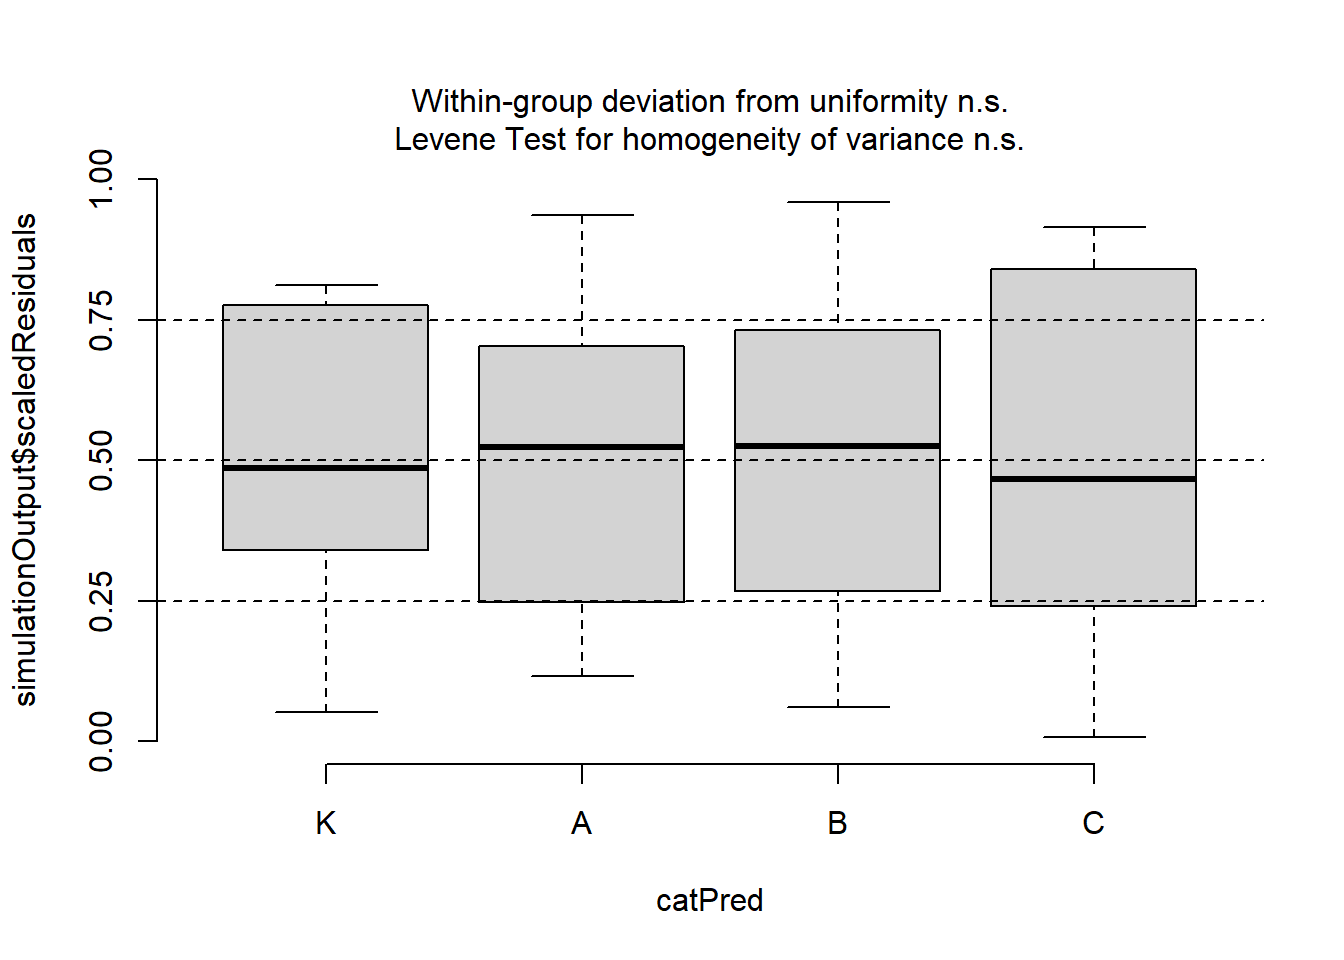 Within-group deviation from uniformity n.s.
Levene Test for homogeneity of variance n.s.
simulationOutput$scaledResiduals
1.00
0.75
0.50
0.25
0.00
K A B C
catPred